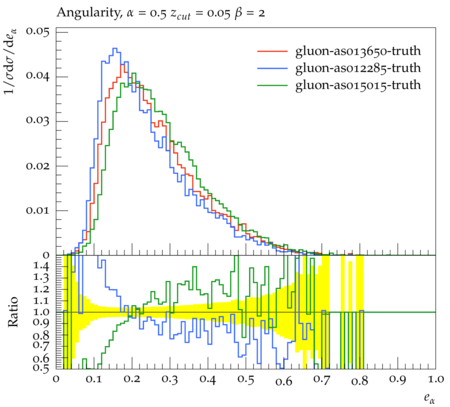 Angularity, α = 0.5 z_cut = 0.05 β = 2
1/σdσ/de_α
0.05
0.04
0.03
0.02
0.01
0
gluon-as013650-truth
gluon-as012285-truth
gluon-as015015-truth
Ratio
1.4
1.3
1.2
1.1
1.0
0.9
0.8
0.7
0.6
0.5
0 0.1 0.2 0.3 0.4 0.5 0.6 0.7 0.8 0.9 1.0
e_α